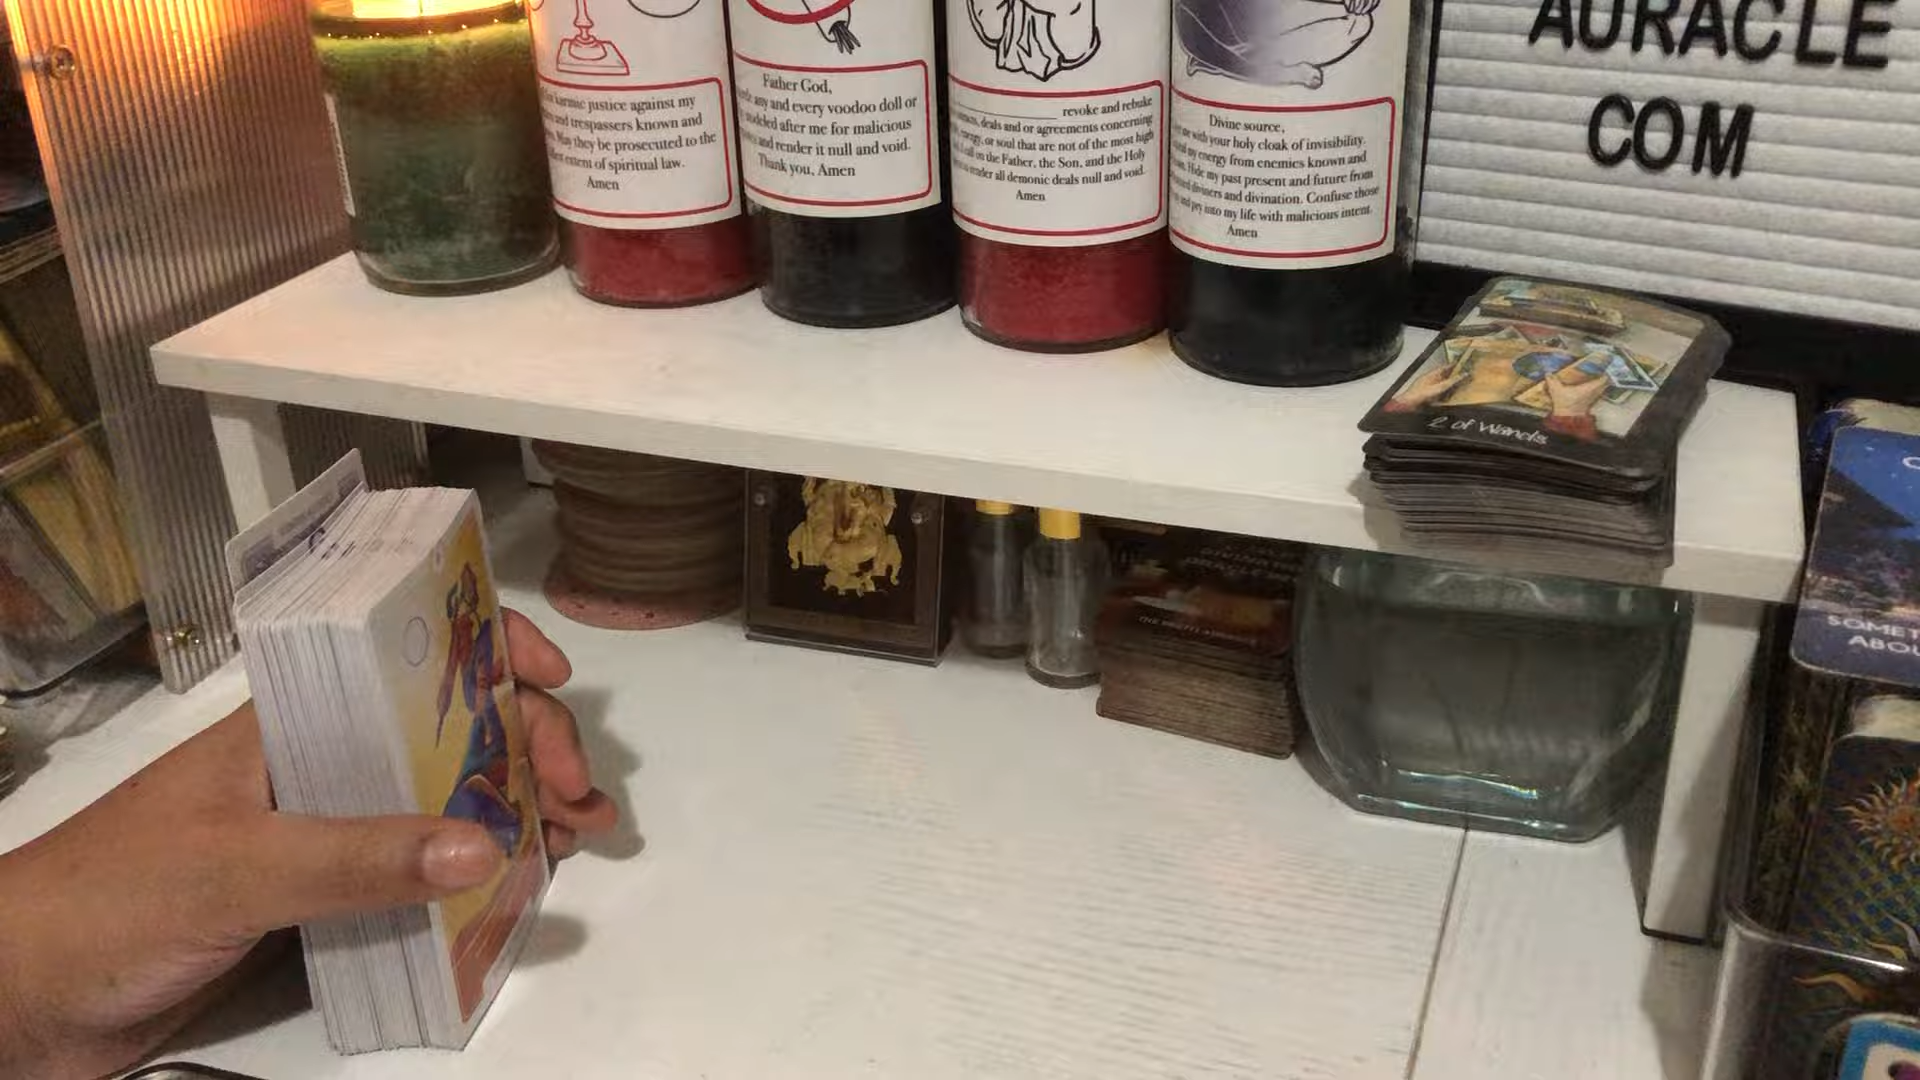 for karmic justice against my
and trespassers known and
May they be prosecuted to the
extent of spiritual law.
Amen
Father God,
any and every voodoo doll or
modeled after me for malicious
and render it null and void.
Thank you, Amen
revoke and rebuke
deals and or agreements concerning
energy, or soul that are not of the most high
call on the Father, the Son, and the Holy
render all demonic deals null and void.
Amen
Divine source,
me with your holy cloak of invisibility.
my energy from enemies known and
Hide my past present and future from
diviners and divination. Confuse those
and pry into my life with malicious intent.
Amen
AURACLE
COM
2 of Wands
SOMET
ABOU